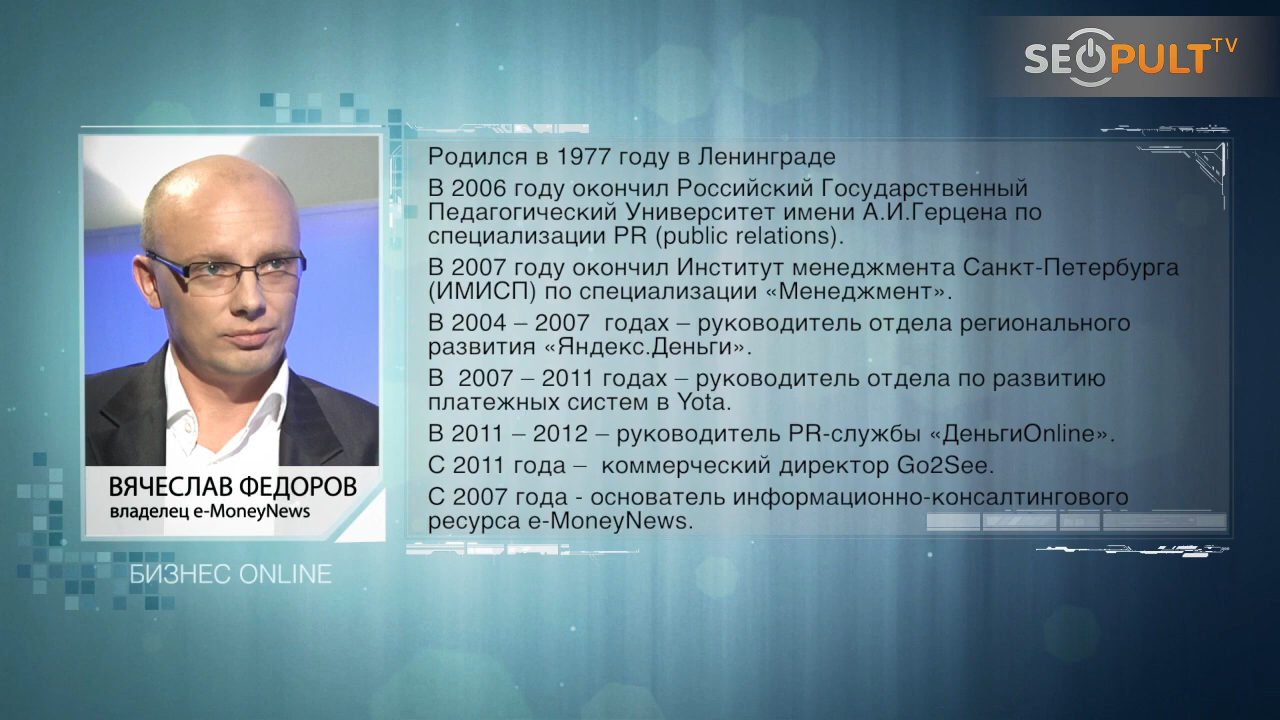 SEOPULT TV
Родился в 1977 году в Ленинграде
В 2006 году окончил Российский Государственный
Педагогический Университет имени А.И.Герцена по
специализации PR (public relations).
В 2007 году окончил Институт менеджмента Санкт-Петербурга
(ИМИСП) по специализации «Менеджмент».
В 2004 – 2007  годах – руководитель отдела регионального
развития «Яндекс.Деньги».
В  2007 – 2011 годах – руководитель отдела по развитию
платежных систем в Yota.
В 2011 – 2012 – руководитель PR-службы «ДеньгиOnline».
С 2011 года –  коммерческий директор Go2See.
С 2007 года - основатель информационно-консалтингового
ресурса e-MoneyNews.
ВЯЧЕСЛАВ ФЕДОРОВ
владелец e-MoneyNews
БИЗНЕС ONLINE